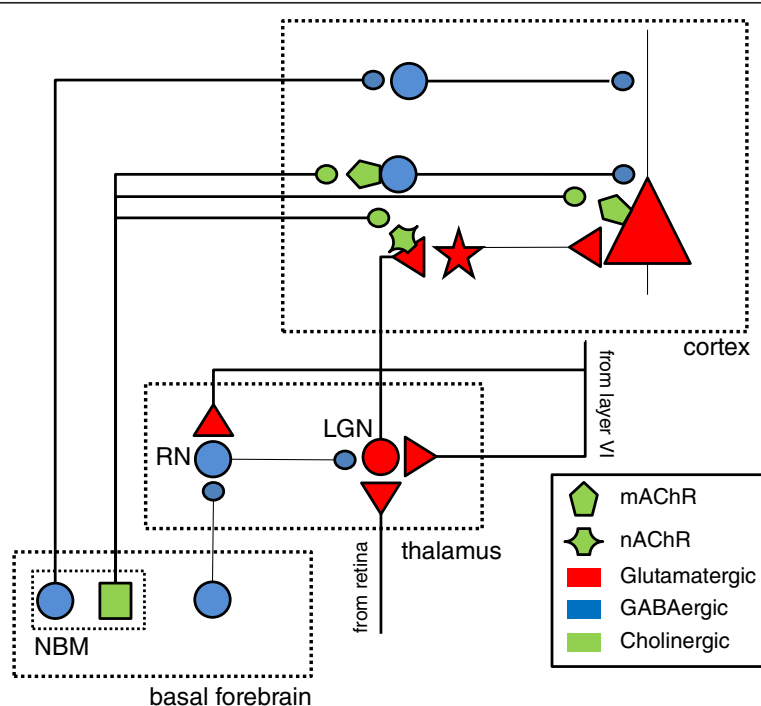 cortex
from layer VI
LGN
RN
thalamus
from retina
NBM
basal forebrain
mAChR
nAChR
Glutamatergic
GABAergic
Cholinergic